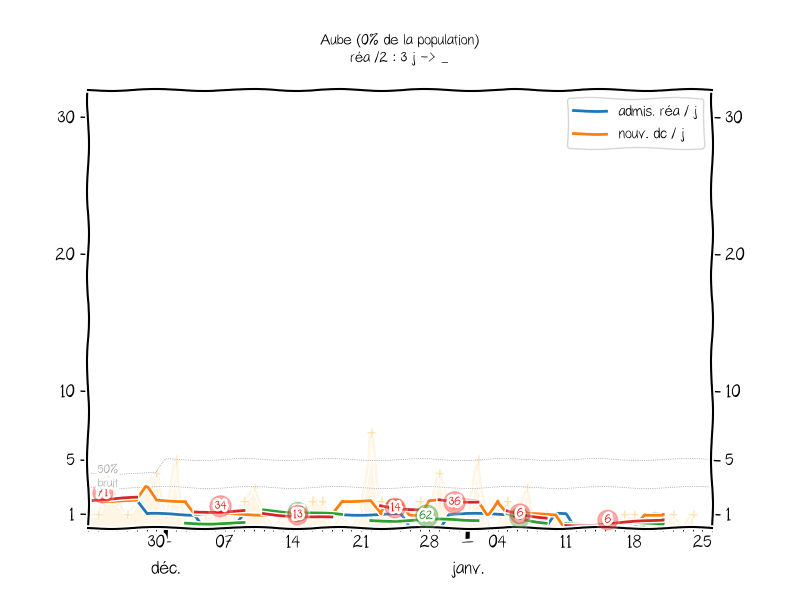 Aube (0% de la population)
réa /2 : 3 j -> _
admis. réa / j
nouv. dc / j
30 30
20 20
10 10
5 5
1 1
50%
bruit
34
13
14
62
36
6
6
30 07 14 21 28 04 11 18 25
déc. janv.